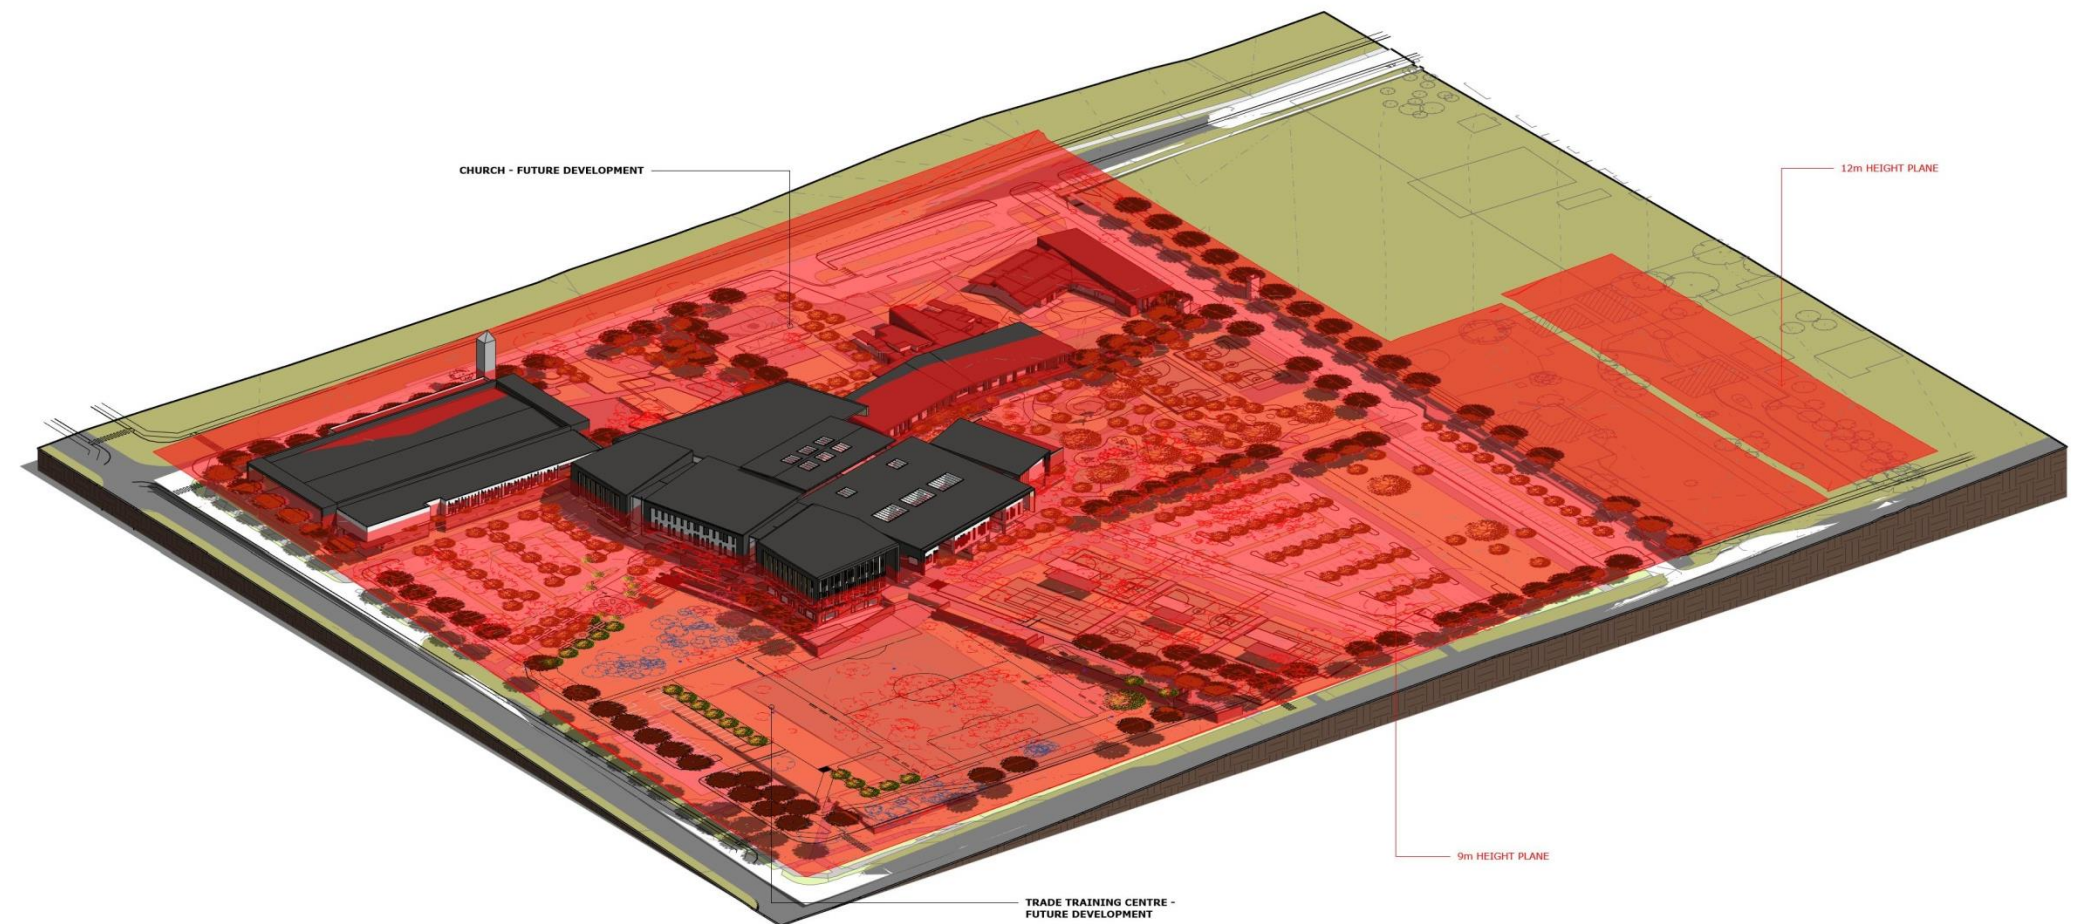 CHURCH - FUTURE DEVELOPMENT
12m HEIGHT PLANE
9m HEIGHT PLANE
TRADE TRAINING CENTRE -
FUTURE DEVELOPMENT